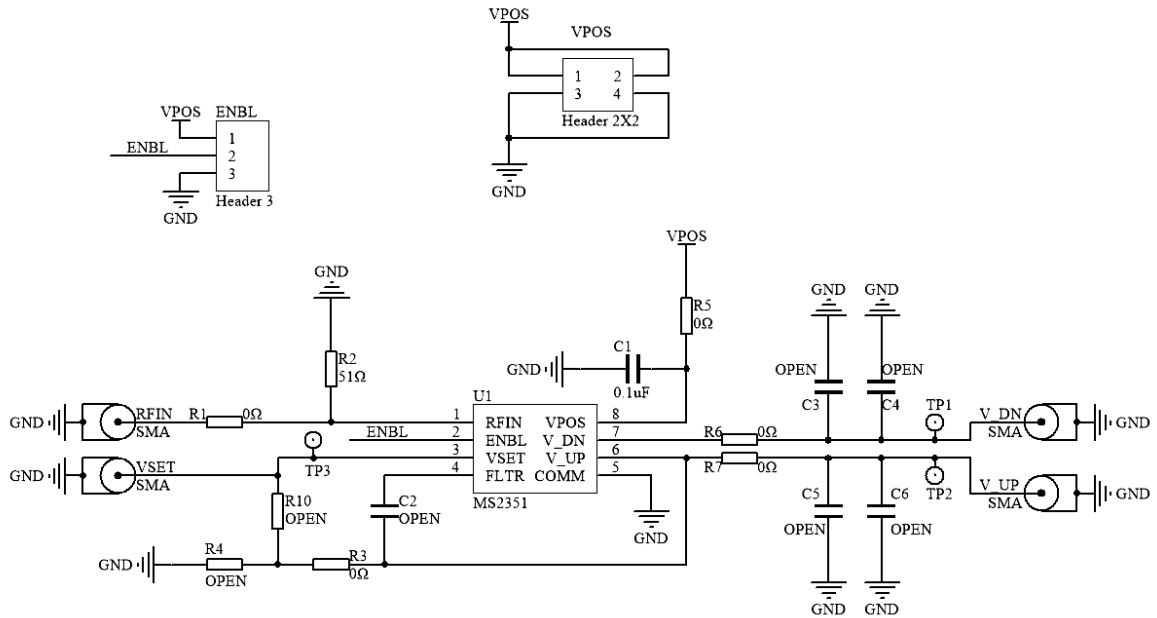 VPOS
VPOS
1 2
3 4
Header 2X2
GND
VPOS ENBL
1
ENBL 2
3
Header 3
GND
VPOS
GND
GND GND
R5
0Ω
R2
51Ω
C1
GND
0.1uF
OPEN OPEN
C3 C4
U1
GND RFIN R1 0Ω 1 RFIN VPOS 8
SMA
ENBL 2 ENBL V_DN 7 R6 0Ω TP1 V_DN GND
SMA
TP3 3 VSET V_UP 6 R7 0Ω TP2
GND VSET 4 FLTR COMM 5
SMA
MS2351
V_UP GND
SMA
R10
OPEN
C2
OPEN
GND
C5 C6
OPEN OPEN
GND R4
OPEN
R3
0Ω
GND GND